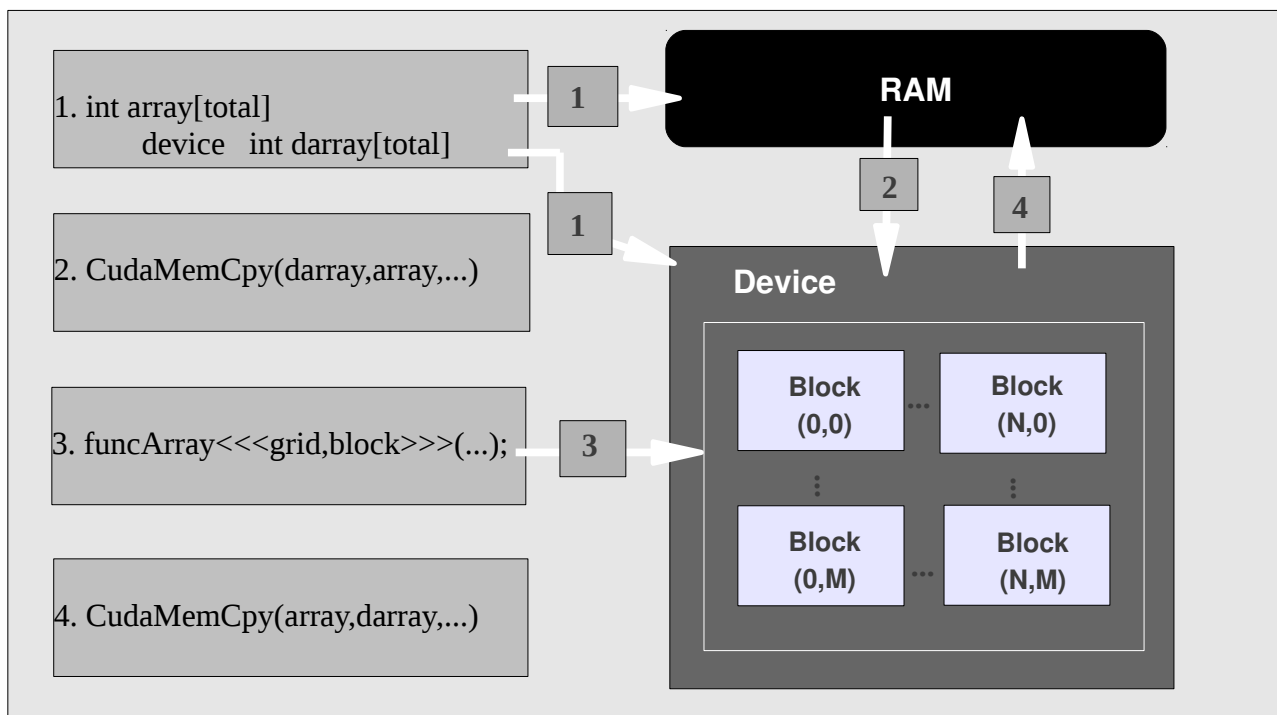 1. int array[total]
device int darray[total]
2. CudaMemCpy(darray,array,...)
3. funcArray<<<grid,block>>>(...);
4. CudaMemCpy(array,darray,...)
1
1
3
RAM
2
4
Device
Block
(0,0)
...
Block
(N,0)
...
...
Block
(0,M)
...
Block
(N,M)